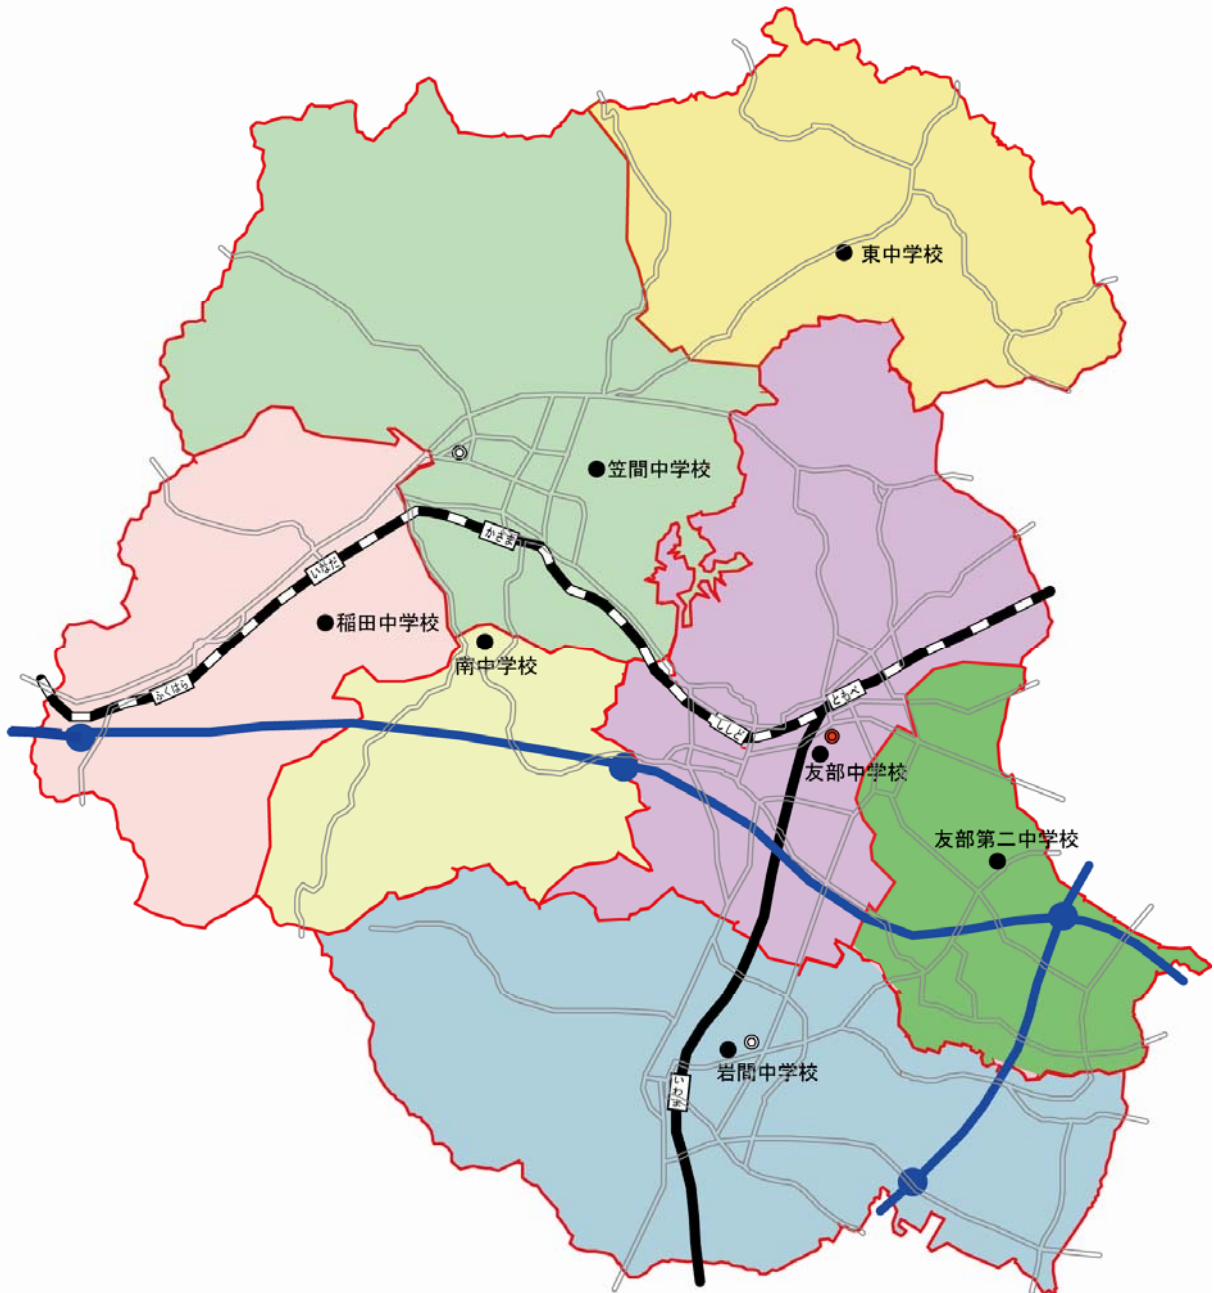 東中学校
笠間中学校
かさま
いなだ
稲田中学校
南中学校
ふくはら
ともべ
ししど
友部中学校
友部第二中学校
岩間中学校
いわま